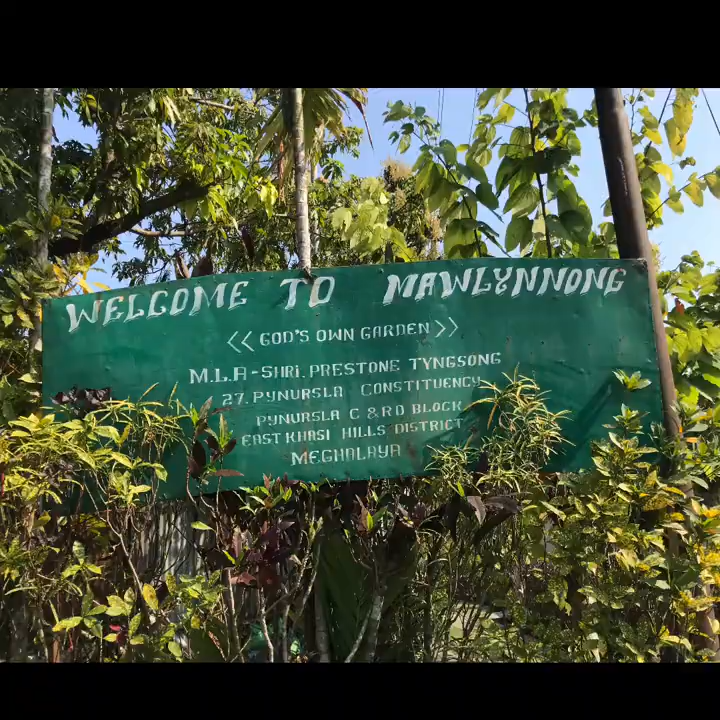 WELCOME TO MAWLYNNONG
<< GOD'S OWN GARDEN >>
M.L.A - SHRI. PRESTONE TYNGSONG
27. PYNURSLA CONSTITUENCY
PYNURSLA C & R D BLOCK
EAST KHASI HILLS DISTRICT
MEGHALAYA